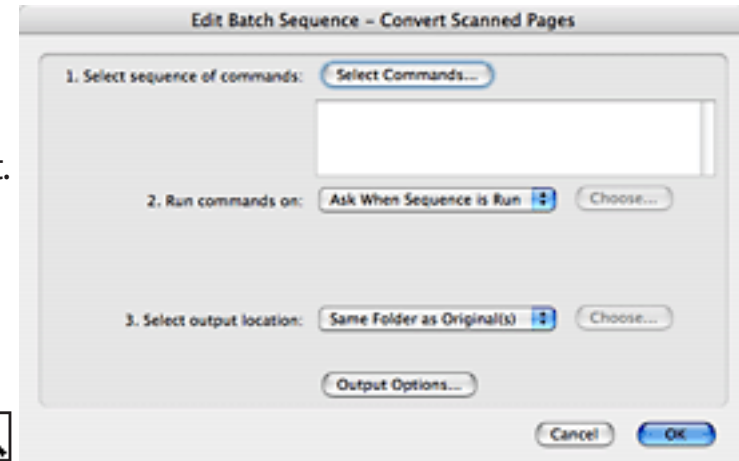 Edit Batch Sequence – Convert Scanned Pages
1. Select sequence of commands: Select Commands...
t.
2. Run commands on: Ask When Sequence is Run Choose...
3. Select output location: Same Folder as Original(s) Choose...
Output Options...
Cancel OK